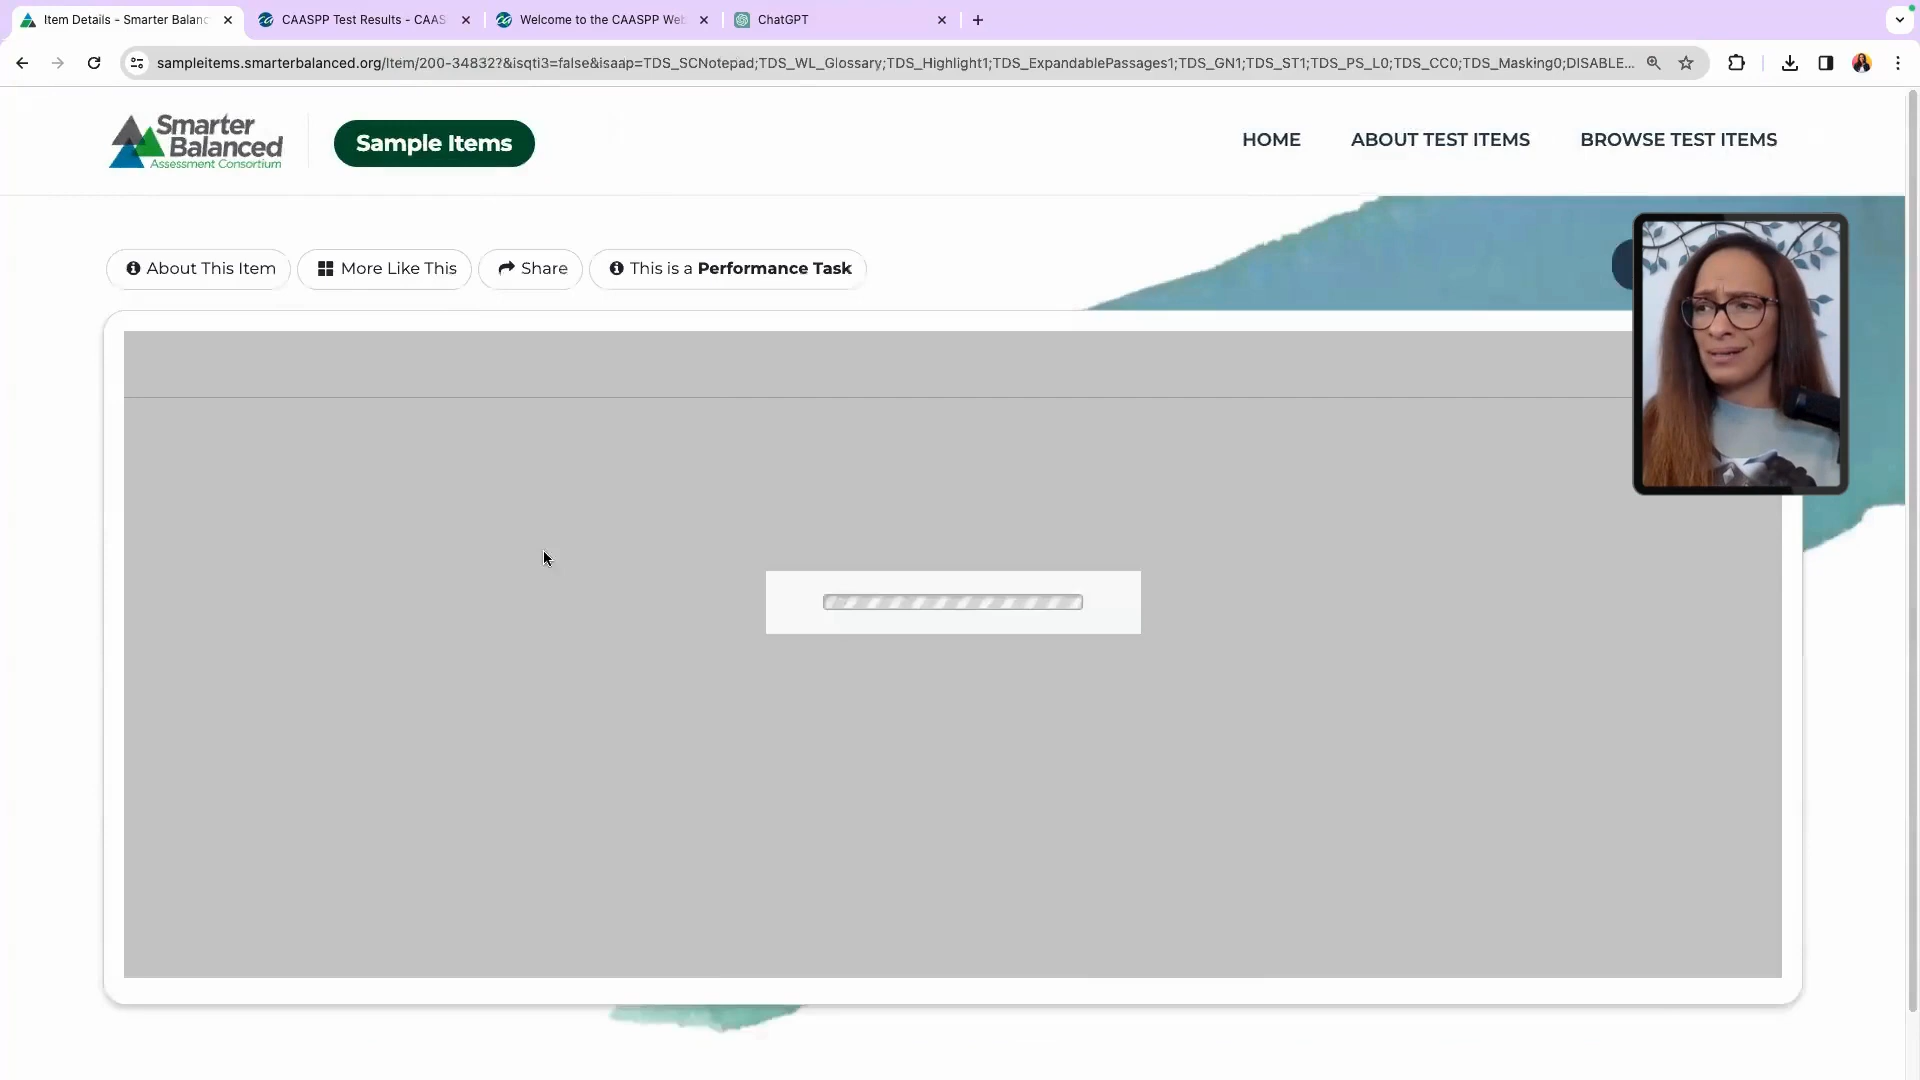 Item Details - Smarter Balanc
CAASPP Test Results - CAAS
Welcome to the CAASPP Web
ChatGPT
sampleitems.smarterbalanced.org/Item/200-34832?&isqti3=false&isaap=TDS_SCNotepad;TDS_WL_Glossary;TDS_Highlight1;TDS_ExpandablePassages1;TDS_GN1;TDS_ST1;TDS_PS_L0;TDS_CC0;TDS_Masking0;DISABLE...
Smarter
Balanced
Assessment Consortium
Sample Items
HOME
ABOUT TEST ITEMS
BROWSE TEST ITEMS
About This Item
More Like This
Share
This is a Performance Task